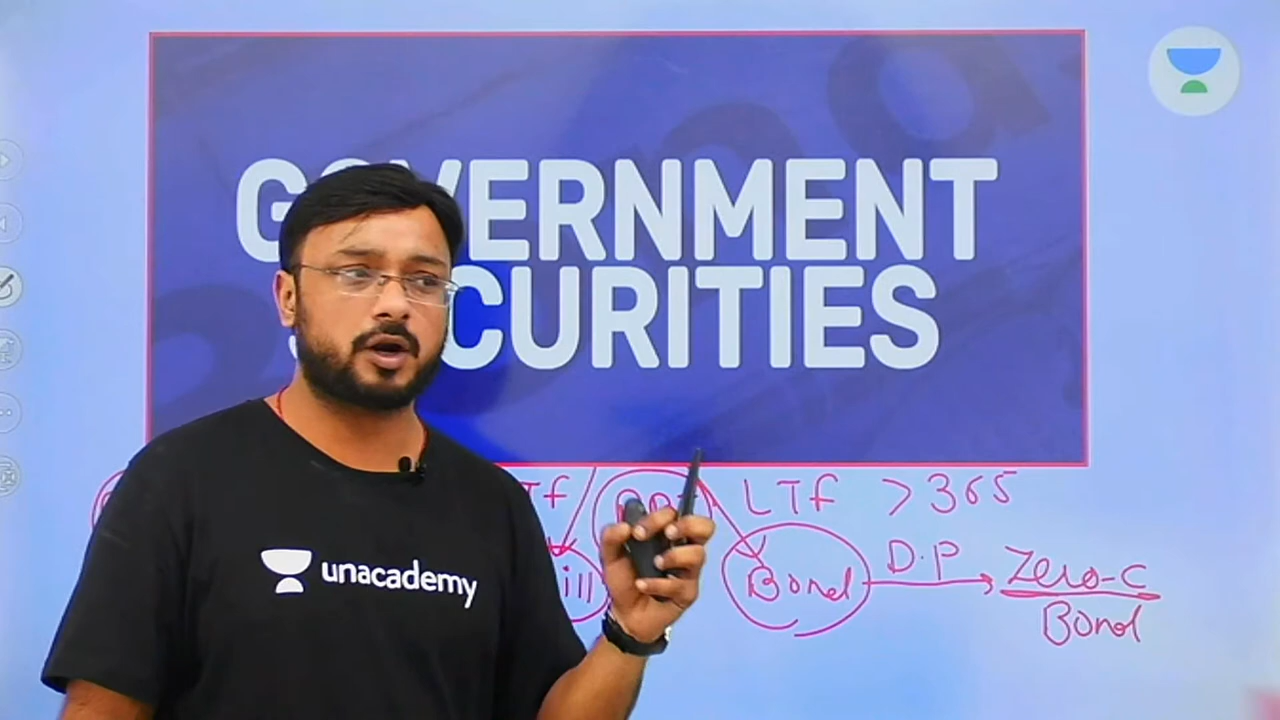 GOVERNMENT
SECURITIES
LTf >365
Bond D.P Zero-C
Bond
unacademy